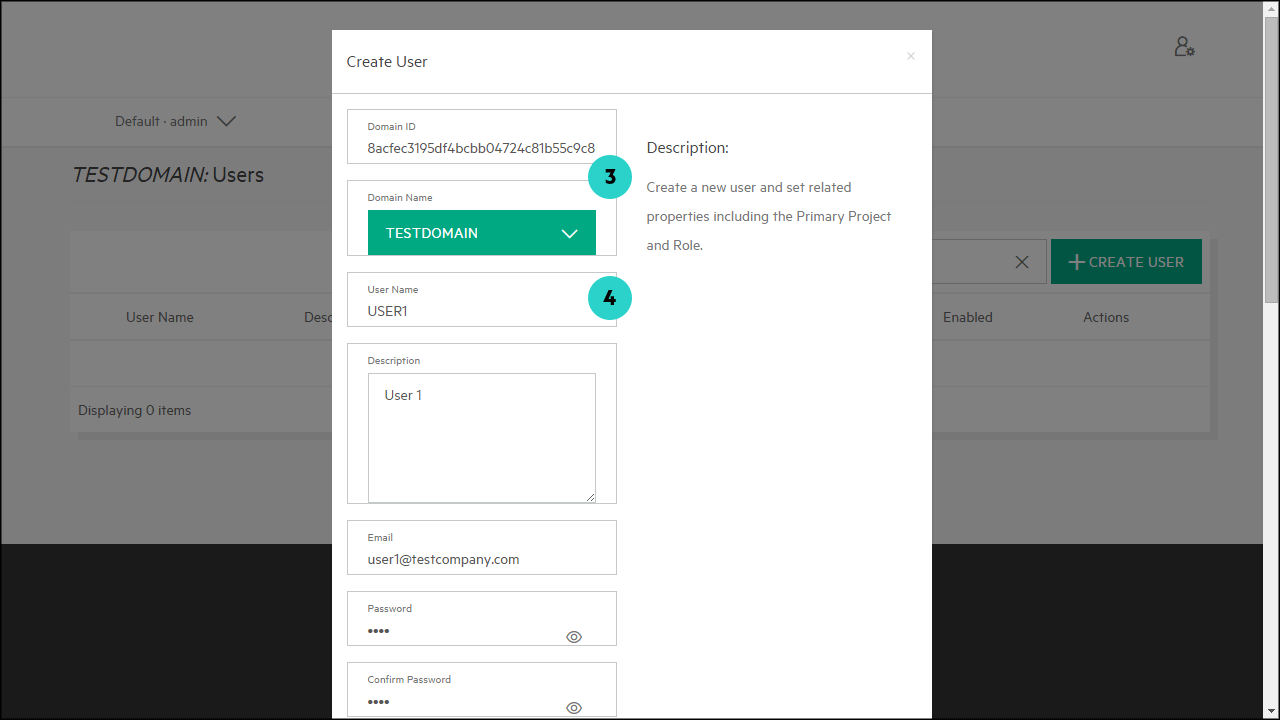 Create User
×
Default · admin
Domain ID
8acfec3195df4bcbb04724c81b55c9c8
3
Domain Name
TESTDOMAIN
User Name
USER1
4
Description
User 1
Email
user1@testcompany.com
Password
••••
Confirm Password
••••
Description:
Create a new user and set related
properties including the Primary Project
and Role.
TESTDOMAIN: Users
CREATE USER
User Name
Enabled
Actions
Displaying 0 items